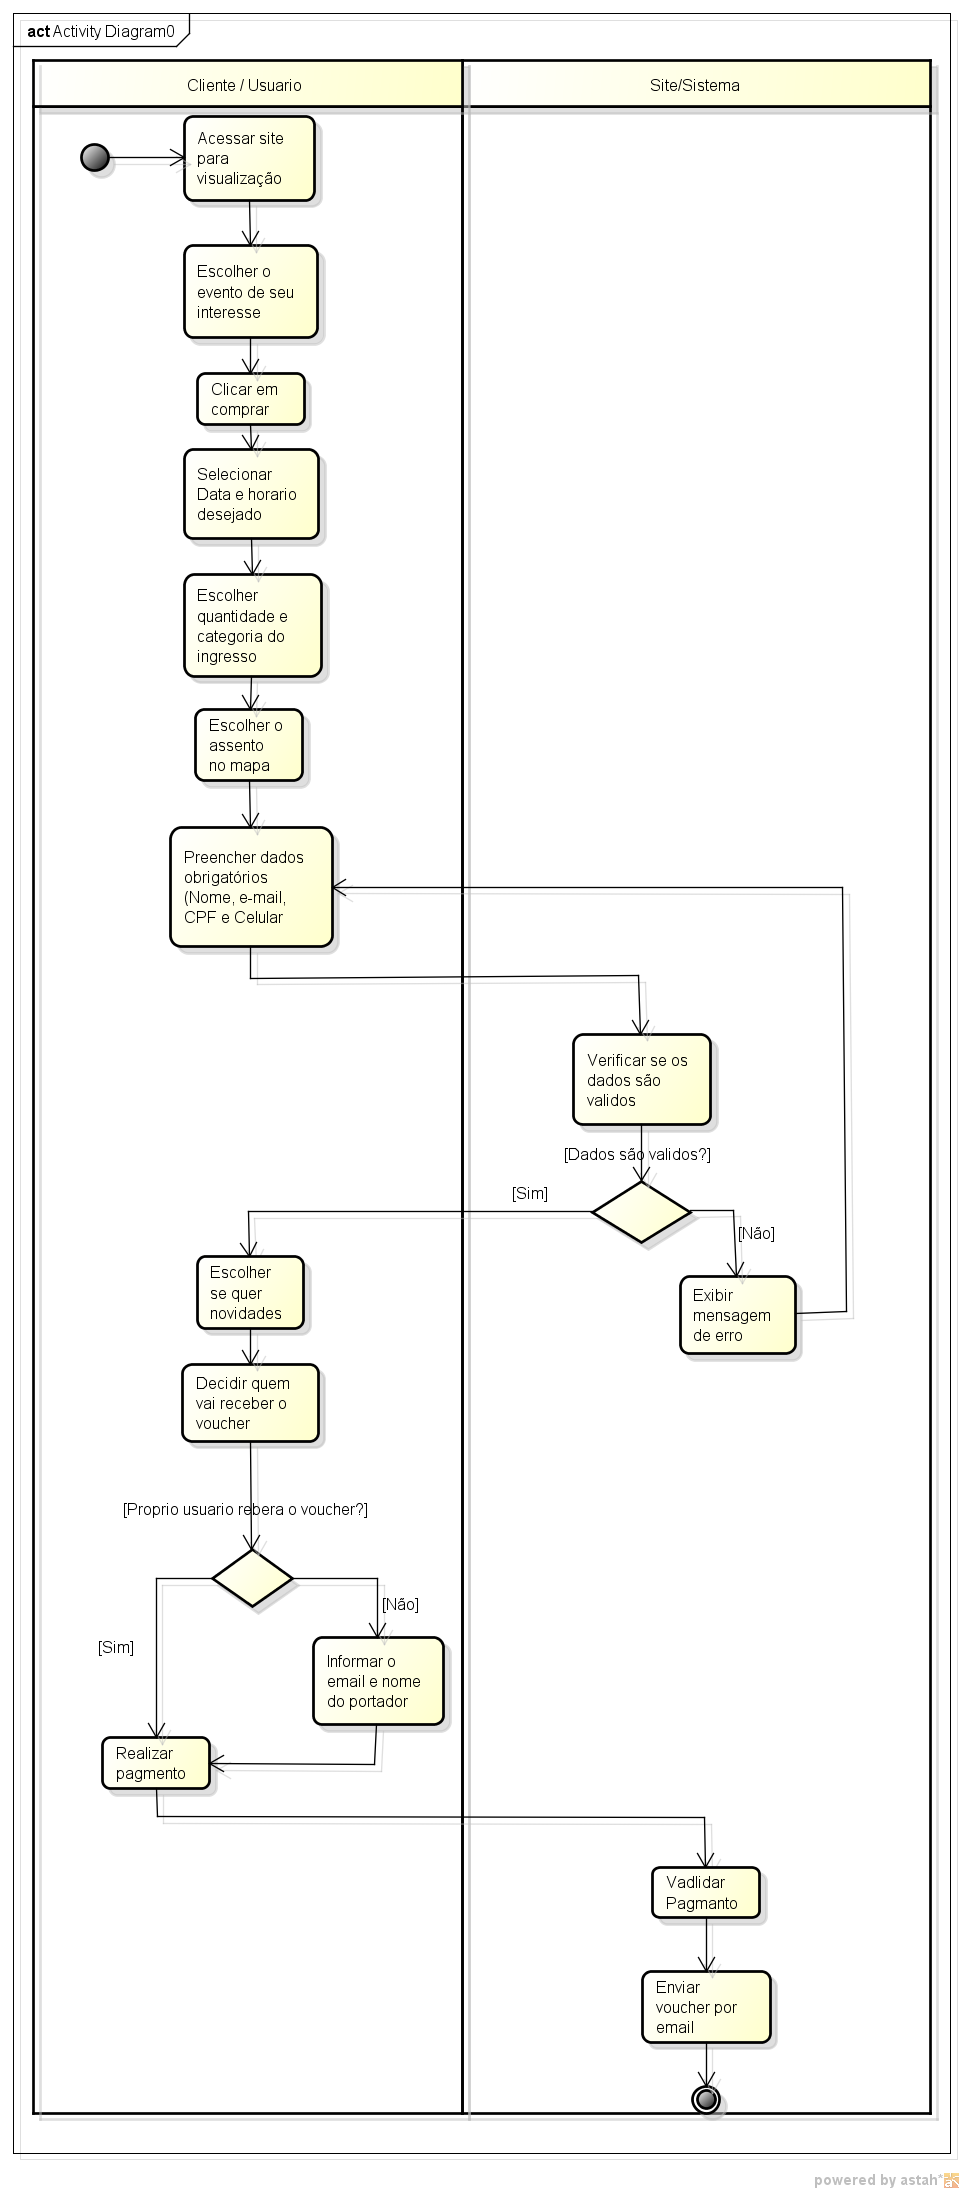 act Activity Diagram0
Cliente / Usuario
Site/Sistema
Acessar site
para
visualização
Escolher o
evento de seu
interesse
Clicar em
comprar
Selecionar
Data e horario
desejado
Escolher
quantidade e
categoria do
ingresso
Escolher o
assento
no mapa
Preencher dados
obrigatórios
(Nome, e-mail,
CPF e Celular
Verificar se os
dados são
validos
[Dados são validos?]
[Sim]
[Não]
Escolher
se quer
novidades
Exibir
mensagem
de erro
Decidir quem
vai receber o
voucher
[Proprio usuario rebera o voucher?]
[Não]
[Sim]
Informar o
email e nome
do portador
Realizar
pagmento
Vadlidar
Pagmanto
Enviar
voucher por
email
powered by astah*